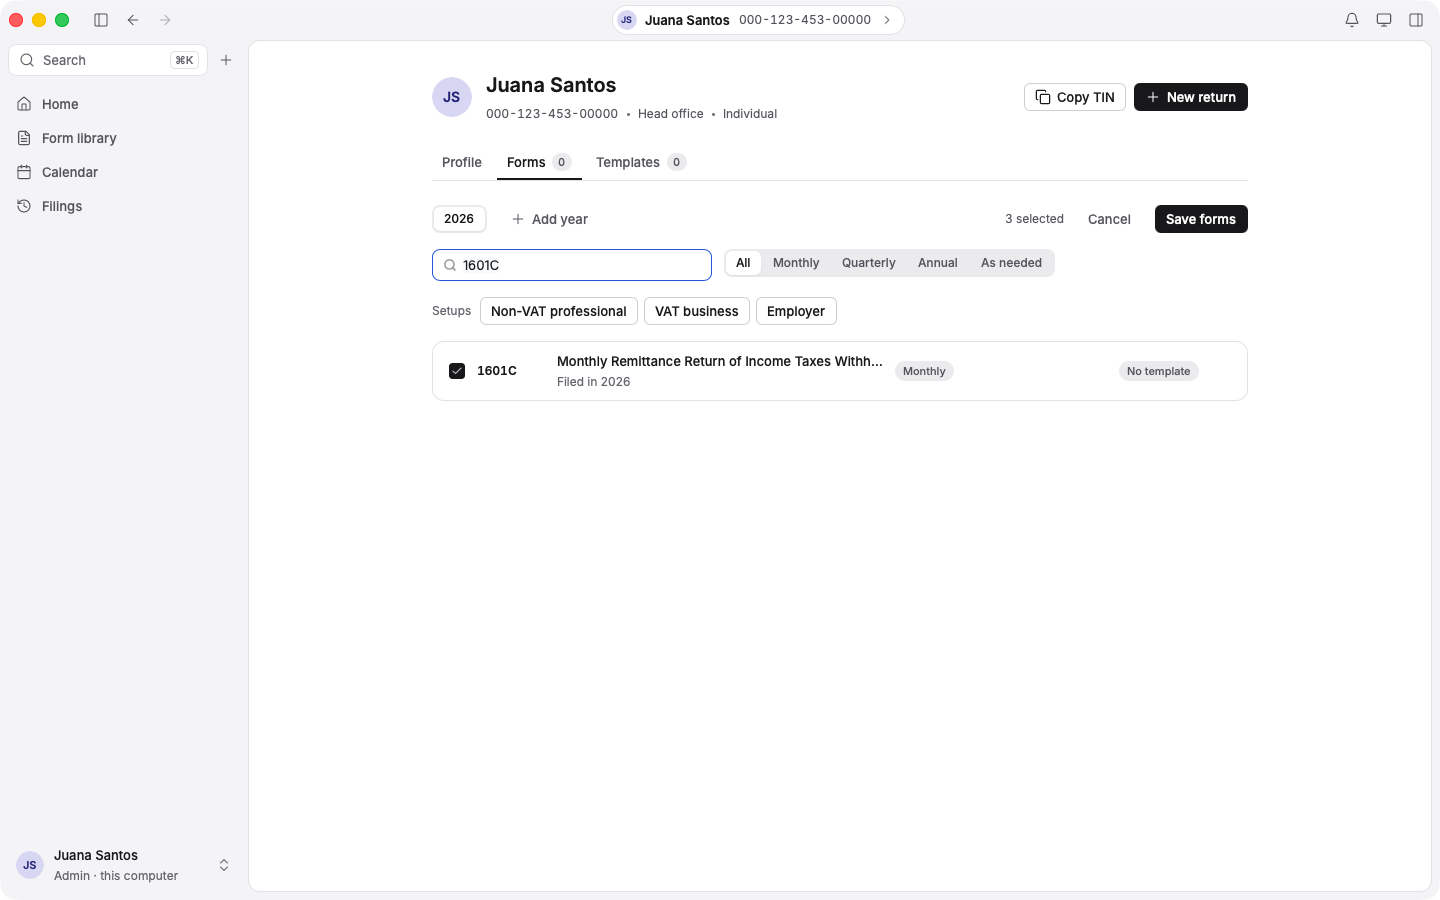 JS Juana Santos 000-123-453-00000
Search ⌘K
Home
Form library
Calendar
Filings
JS
Juana Santos
000-123-453-00000 • Head office • Individual
Copy TIN
New return
Profile
Forms 0
Templates 0
2026
Add year
3 selected
Cancel
Save forms
1601C
All
Monthly
Quarterly
Annual
As needed
Setups
Non-VAT professional
VAT business
Employer
1601C
Monthly Remittance Return of Income Taxes Withh...
Filed in 2026
Monthly
No template
JS
Juana Santos
Admin · this computer